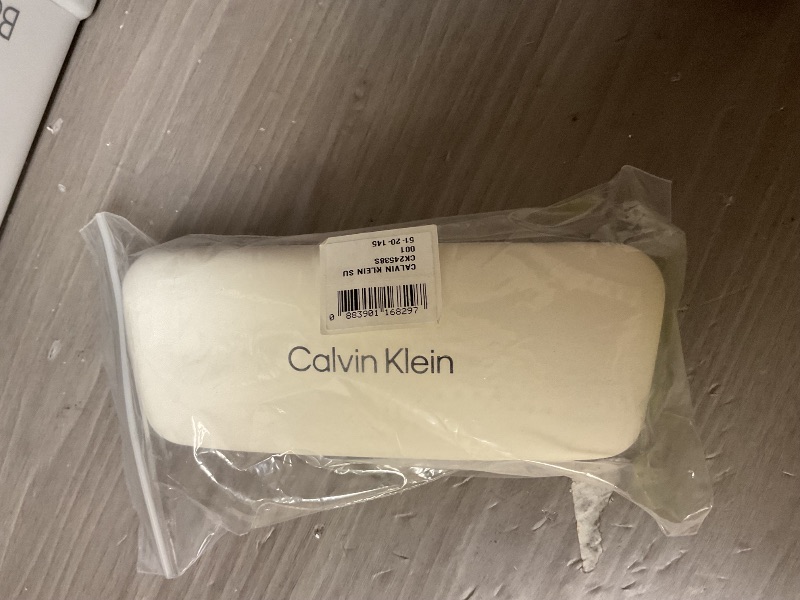 CALVIN KLEIN SU
CK24538S
001
51-20-145
0 883901 168297
Calvin Klein